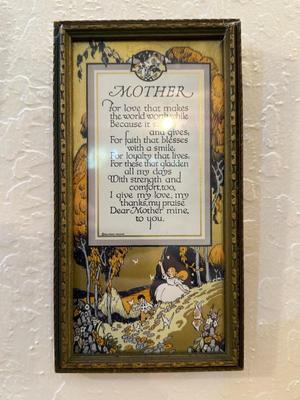 MOTHER
For love that makes
the world worth while
Because it
and gives,
For faith that blesses
with a smile,
For loyalty that lives,
For these that gladden
all my days
With strength and
comfort, too,
I give my love, my
thanks, my praise
Dear Mother mine,
to you.